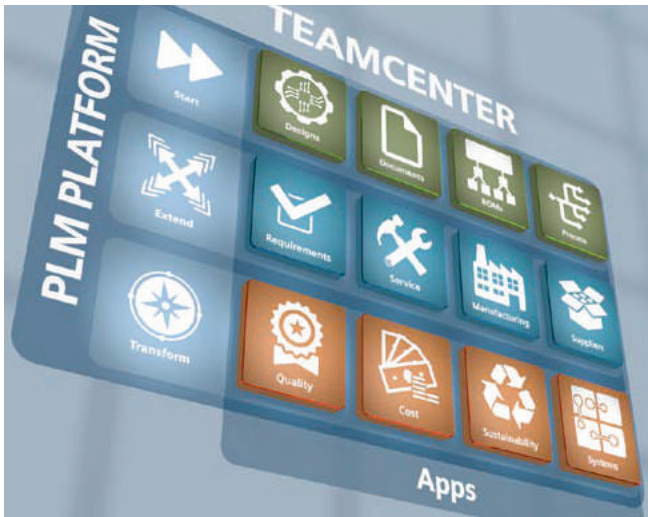 TEAMCENTER
PLM PLATFORM
Start
Designs
Documents
BOMs
Process
Extend
Requirements
Service
Manufacturing
Suppliers
Transform
Quality
Cost
Sustainability
Systems
Apps